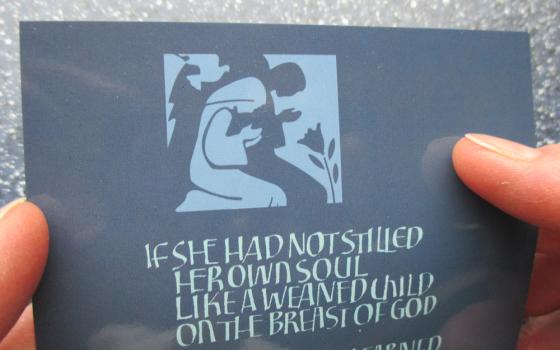 IF SHE HAD NOT STILLED
HER OWN SOUL
LIKE A WEANED CHILD
ON THE BREAST OF GOD